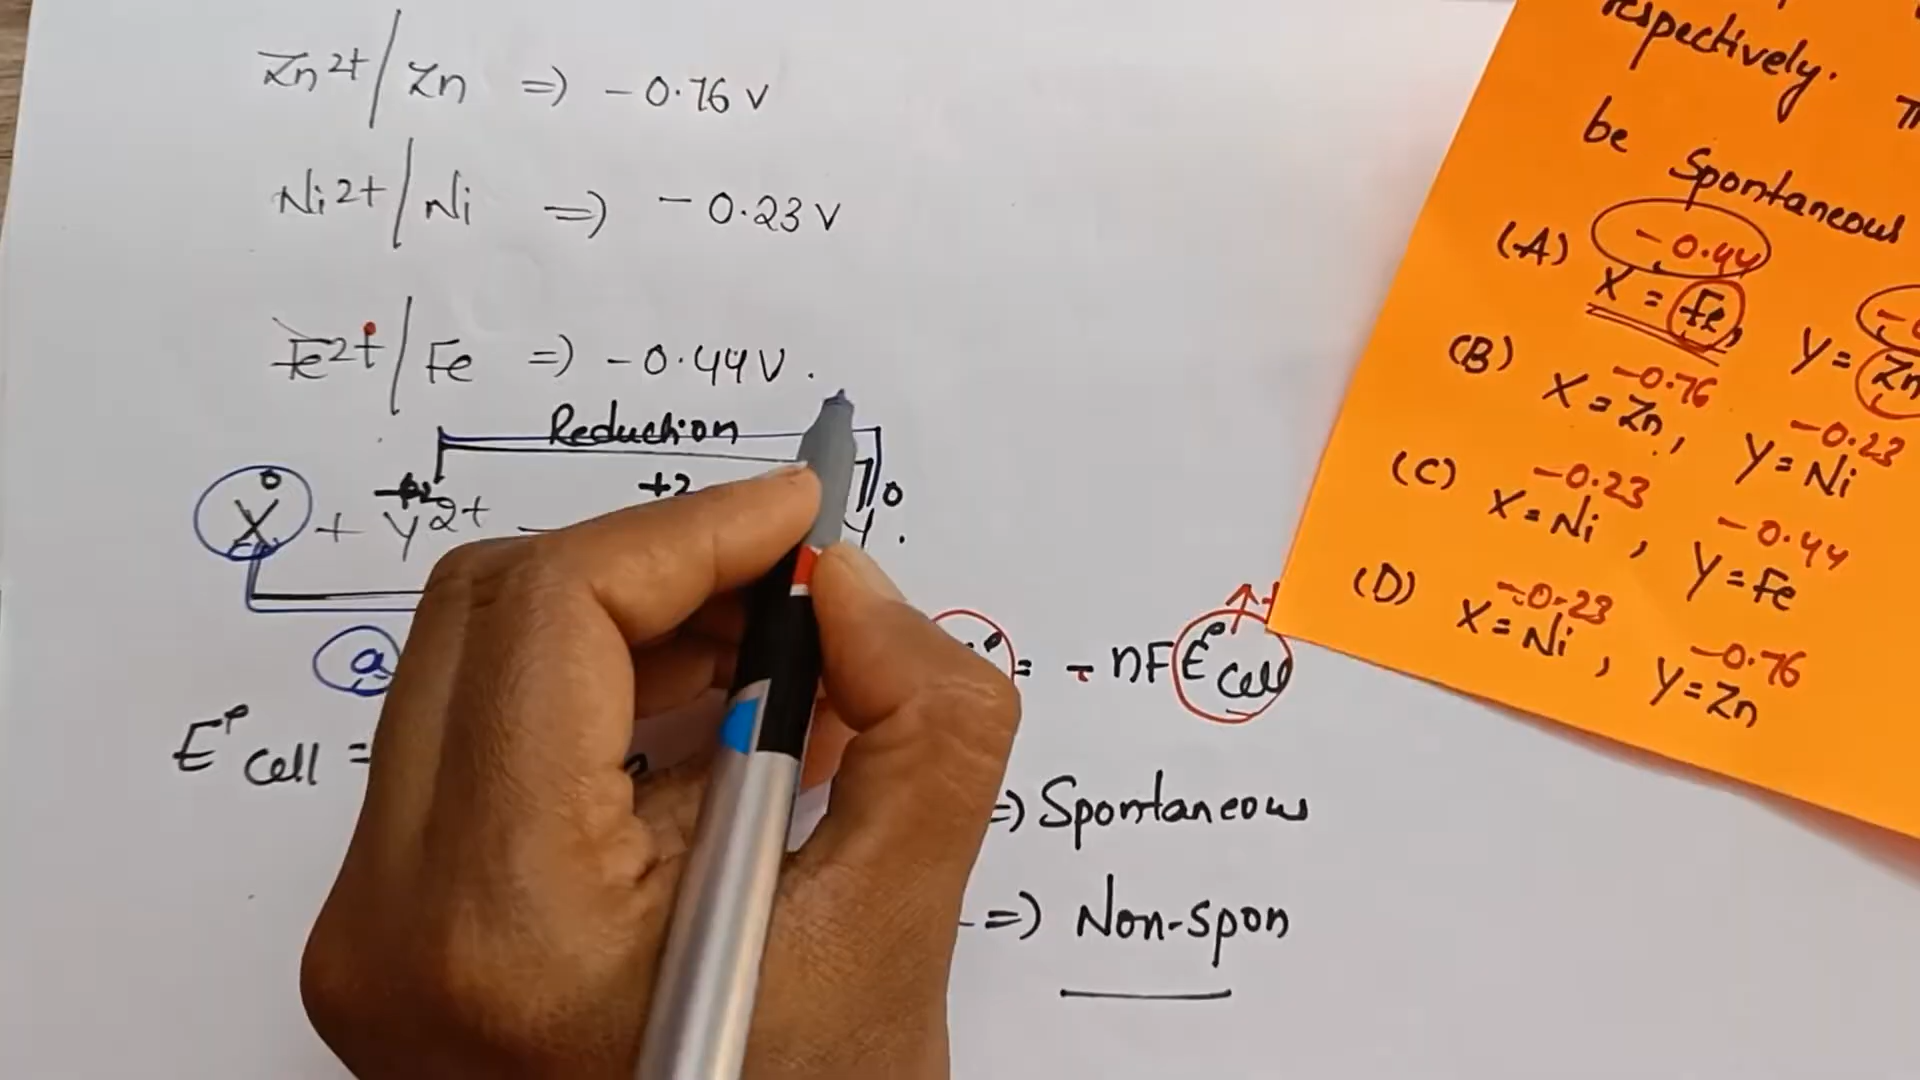 Zn2+/Zn => -0.76 V
Ni2+/Ni => -0.23 V
Fe2+/Fe => -0.44 V.
Reduction
0
+2
0
X + Y2+ Y.
a
E° cell =
= - nFE° cell
=> Spontaneous
=> Non-spon
respectively.
be Spontaneous
-0.44
(A) X = Fe, Y = Zn
-0.76 -0.23
(B) X = Zn, Y = Ni
-0.23 -0.44
(C) X = Ni, Y = Fe
-0.23 -0.76
(D) X = Ni, Y = Zn